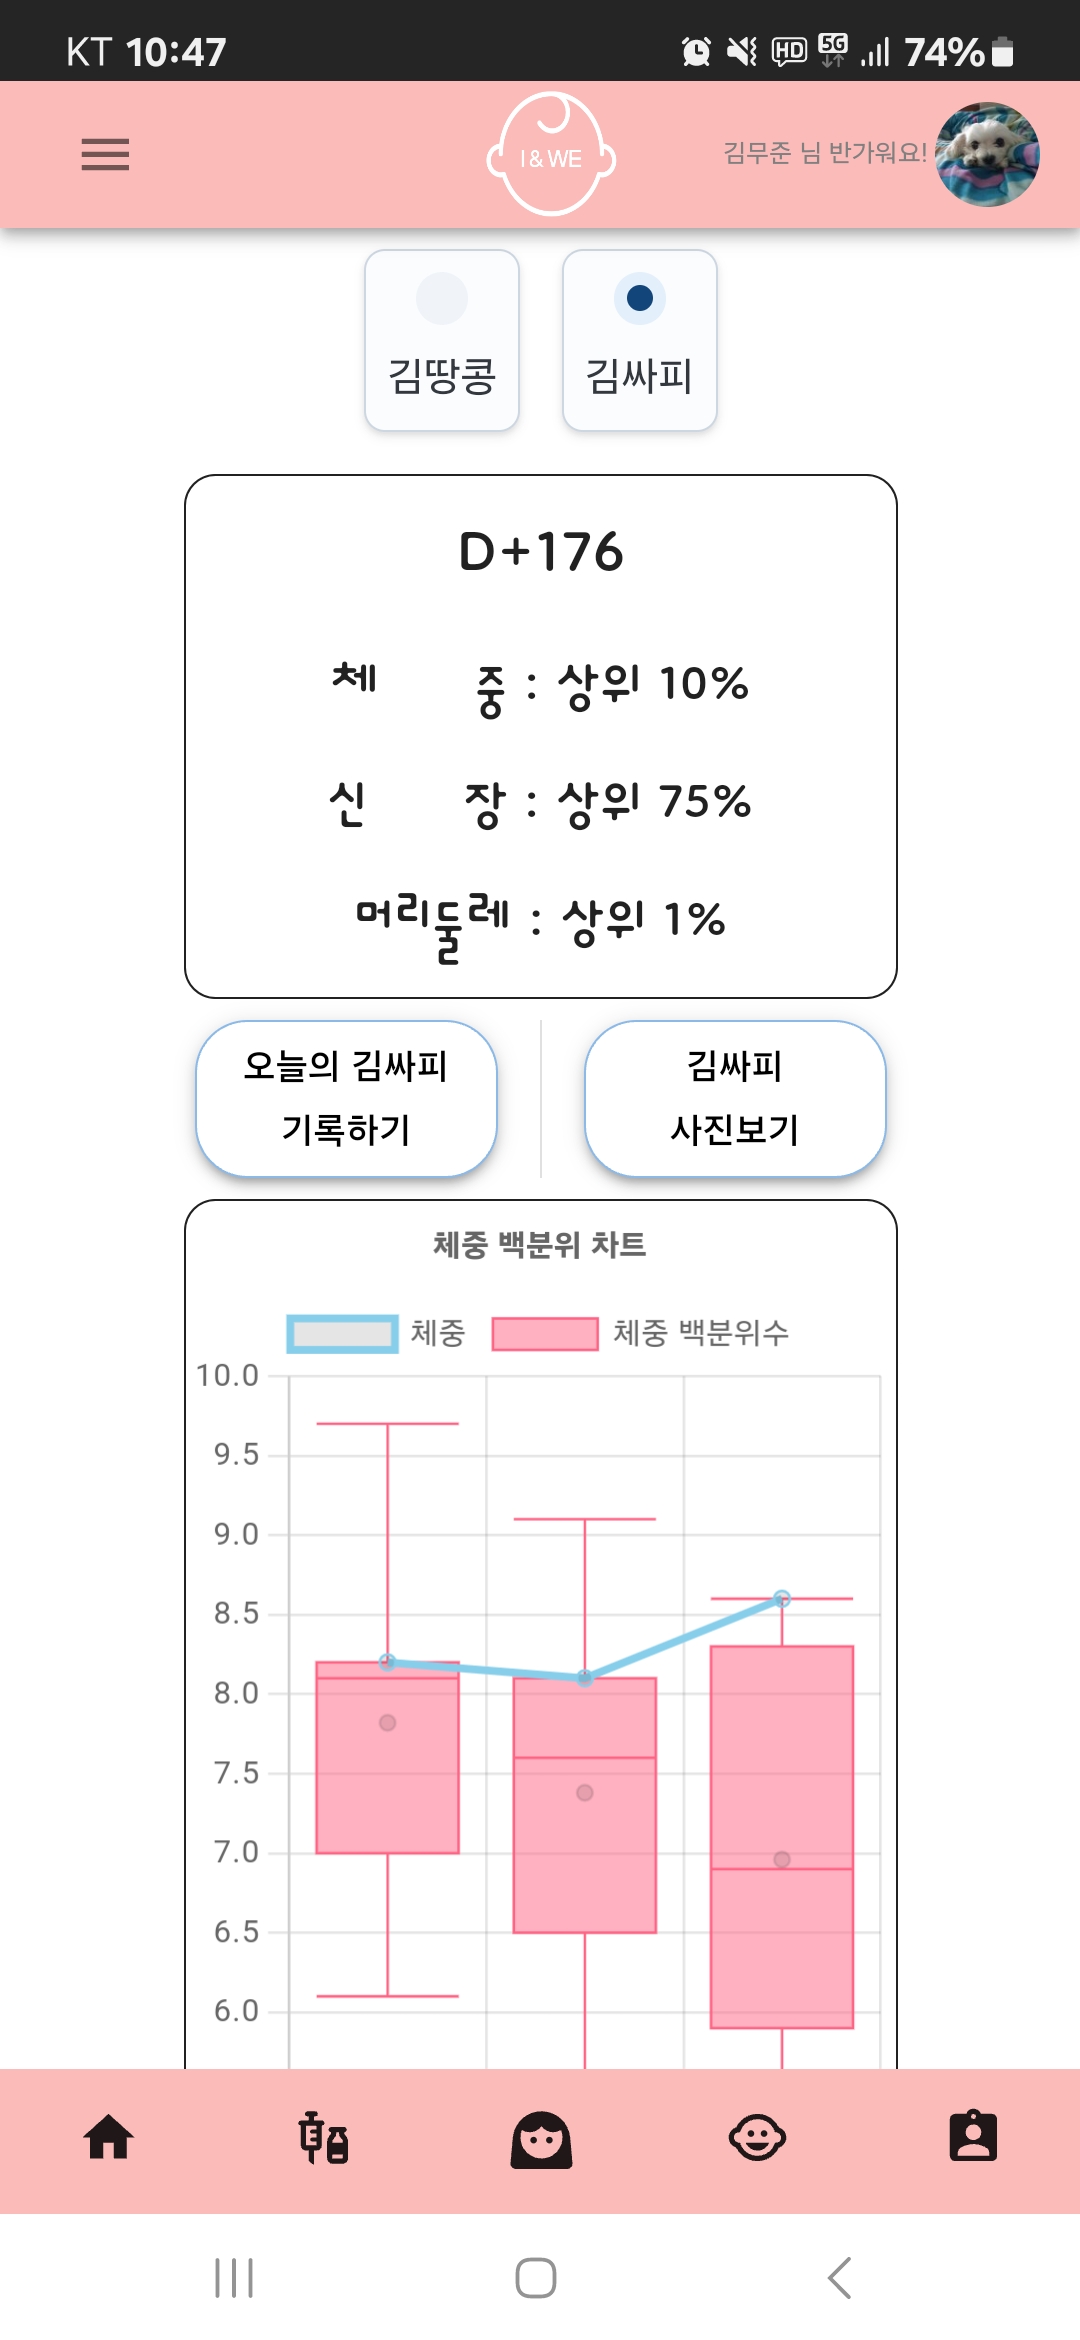 KT 10:47
HD 5G 74%
I & WE
김무준 님 반가워요!
김땅콩 김싸피
D+176
체 중 : 상위 10%
신 장 : 상위 75%
머리둘레 : 상위 1%
오늘의 김싸피
기록하기
김싸피
사진보기
체중 백분위 차트
체중 체중 백분위수
10.0
9.5
9.0
8.5
8.0
7.5
7.0
6.5
6.0